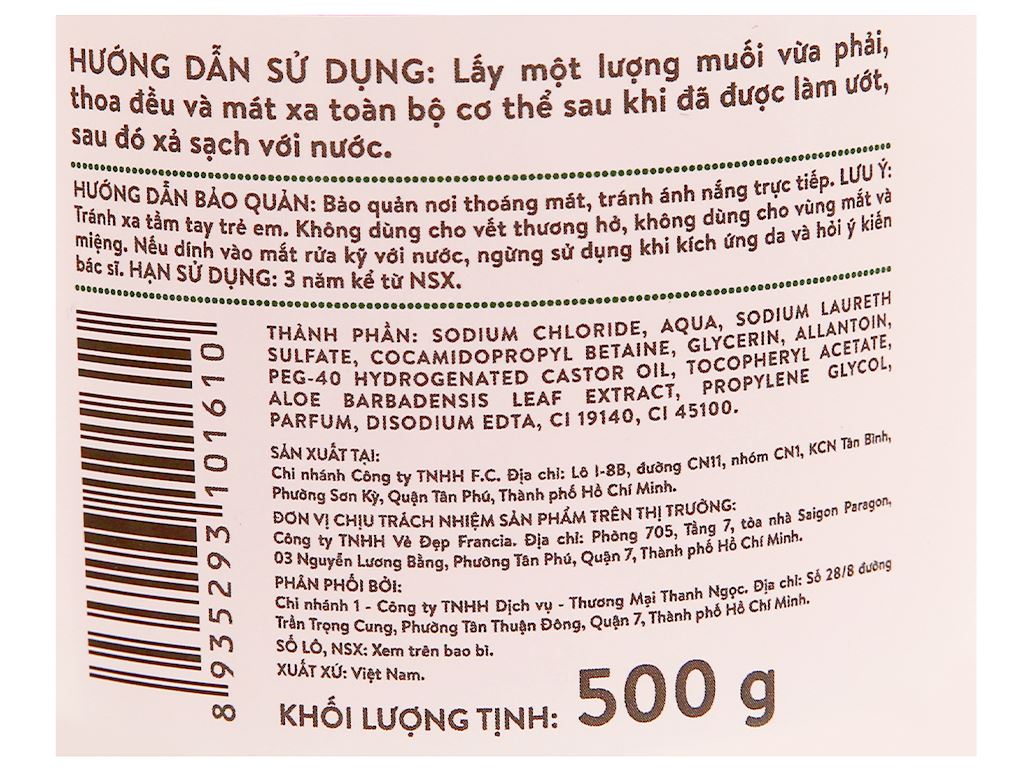 HƯỚNG DẪN SỬ DỤNG: Lấy một lượng muối vừa phải,
thoa đều và mát xa toàn bộ cơ thể sau khi đã được làm ướt,
sau đó xả sạch với nước.
HƯỚNG DẪN BẢO QUẢN: Bảo quản nơi thoáng mát, tránh ánh nắng trực tiếp. LƯU Ý:
Tránh xa tầm tay trẻ em. Không dùng cho vết thương hở, không dùng cho vùng mắt và
miệng. Nếu dính vào mắt rửa kỹ với nước, ngừng sử dụng khi kích ứng da và hỏi ý kiến
bác sĩ. HẠN SỬ DỤNG: 3 năm kể từ NSX.
THÀNH PHẦN: SODIUM CHLORIDE, AQUA, SODIUM LAURETH
SULFATE, COCAMIDOPROPYL BETAINE, GLYCERIN, ALLANTOIN,
PEG-40 HYDROGENATED CASTOR OIL, TOCOPHERYL ACETATE,
ALOE BARBADENSIS LEAF EXTRACT, PROPYLENE GLYCOL,
PARFUM, DISODIUM EDTA, CI 19140, CI 45100.
SẢN XUẤT TẠI:
Chi nhánh Công ty TNHH F.C. Địa chỉ: Lô I-8B, đường CN11, nhóm CN1, KCN Tân Bình,
Phường Sơn Kỳ, Quận Tân Phú, Thành phố Hồ Chí Minh.
ĐƠN VỊ CHỊU TRÁCH NHIỆM SẢN PHẨM TRÊN THỊ TRƯỜNG:
Công ty TNHH Vẻ Đẹp Francia. Địa chỉ: Phòng 705, Tầng 7, tòa nhà Saigon Paragon,
03 Nguyễn Lương Bằng, Phường Tân Phú, Quận 7, Thành phố Hồ Chí Minh.
PHÂN PHỐI BỞI:
Chi nhánh 1 - Công ty TNHH Dịch vụ - Thương Mại Thanh Ngọc. Địa chỉ: Số 28/8 đường
Trần Trọng Cung, Phường Tân Thuận Đông, Quận 7, Thành phố Hồ Chí Minh.
SỐ LÔ, NSX: Xem trên bao bì.
XUẤT XỨ: Việt Nam.
KHỐI LƯỢNG TỊNH: 500 g
8 935293 101610